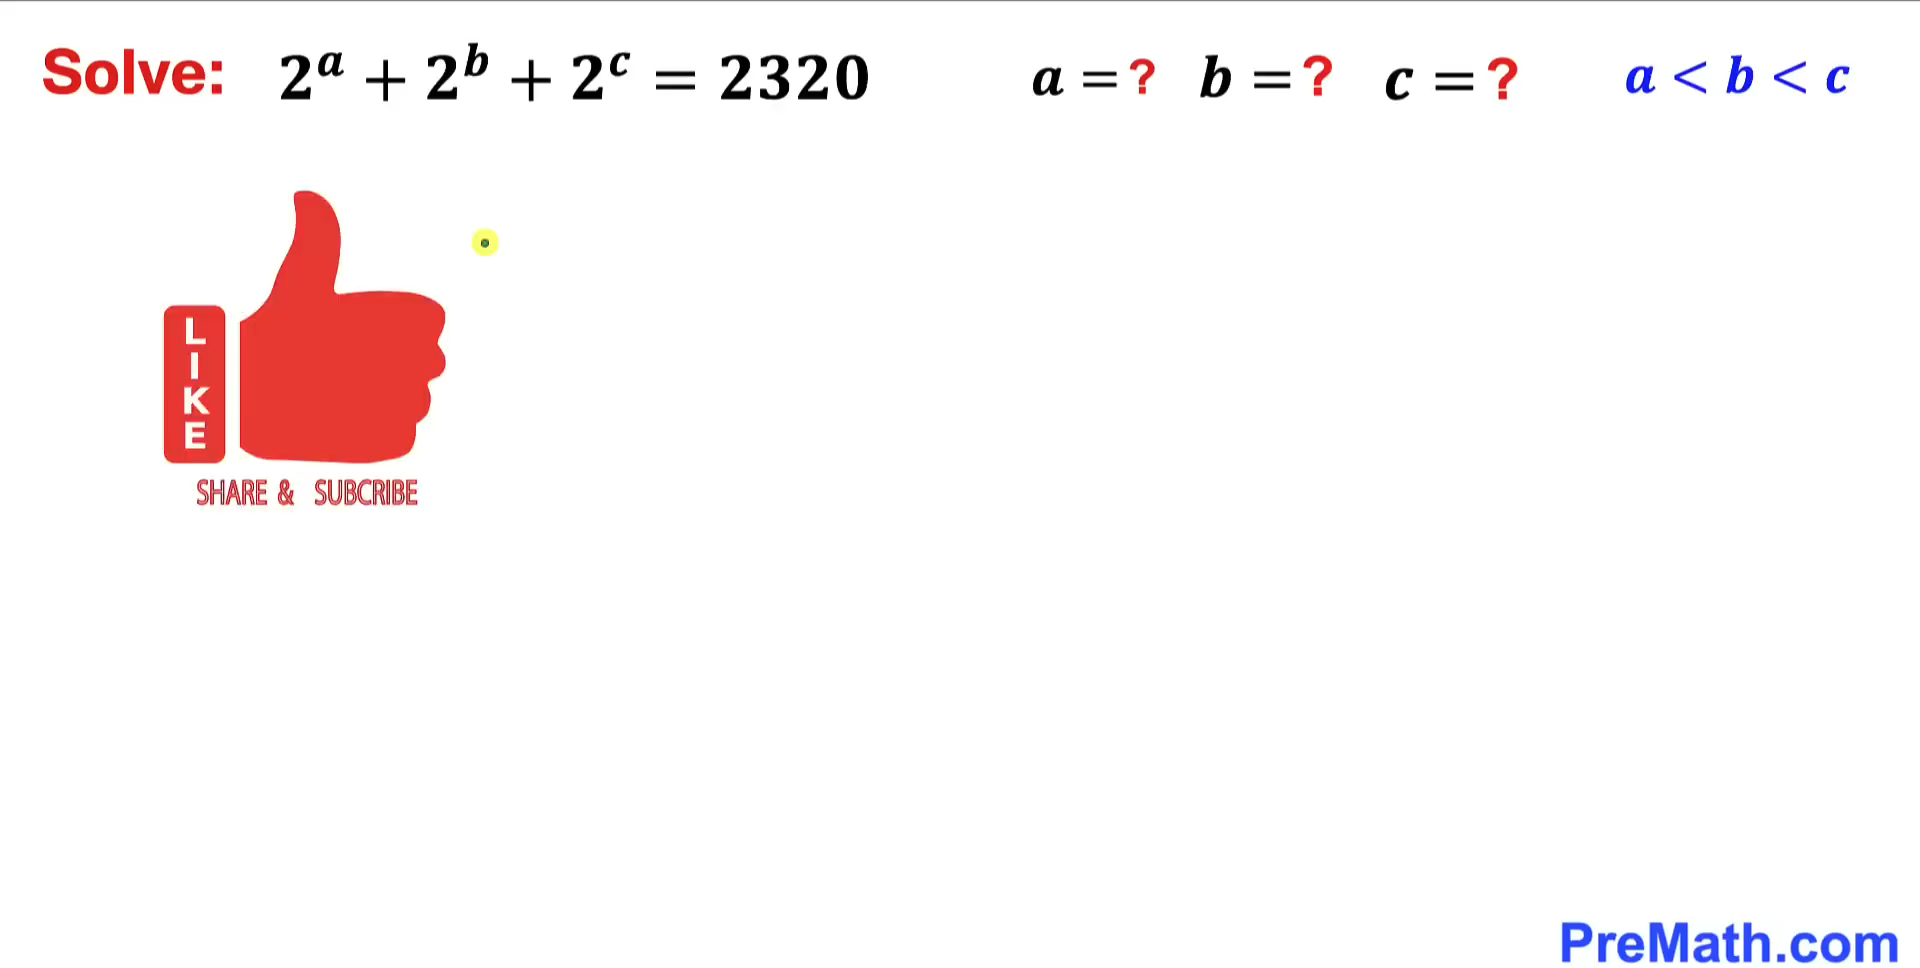 Solve: 2^a + 2^b + 2^c = 2320 a = ? b = ? c = ? a < b < c
L
I
K
E
SHARE & SUBCRIBE
PreMath.com